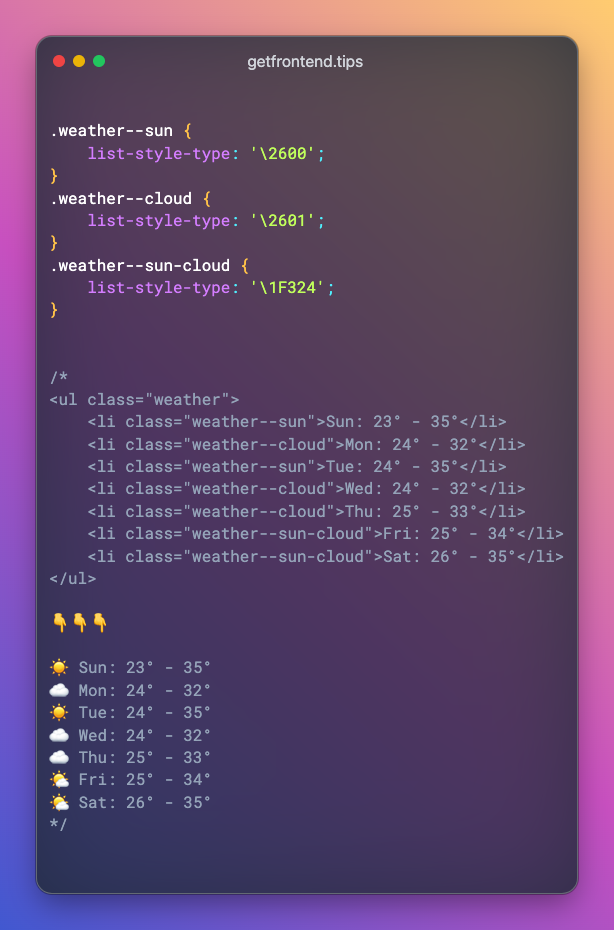 getfrontend.tips
.weather--sun {
    list-style-type: '\2600';
}
.weather--cloud {
    list-style-type: '\2601';
}
.weather--sun-cloud {
    list-style-type: '\1F324';
}
/*
<ul class="weather">
    <li class="weather--sun">Sun: 23° - 35°</li>
    <li class="weather--cloud">Mon: 24° - 32°</li>
    <li class="weather--sun">Tue: 24° - 35°</li>
    <li class="weather--cloud">Wed: 24° - 32°</li>
    <li class="weather--cloud">Thu: 25° - 33°</li>
    <li class="weather--sun-cloud">Fri: 25° - 34°</li>
    <li class="weather--sun-cloud">Sat: 26° - 35°</li>
</ul>
👇👇👇
☀️ Sun: 23° - 35°
☁️ Mon: 24° - 32°
☀️ Tue: 24° - 35°
☁️ Wed: 24° - 32°
☁️ Thu: 25° - 33°
🌤 Fri: 25° - 34°
🌤 Sat: 26° - 35°
*/